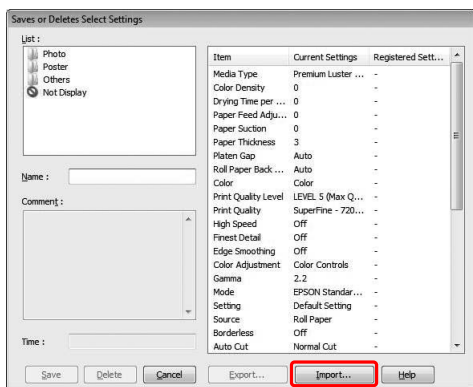 Saves or Deletes Select Settings
List :
Photo
Poster
Others
Not Display
Name :
Comment :
Time :
Item Current Settings Registered Sett...
Media Type Premium Luster ... -
Color Density 0 -
Drying Time per ... 0 -
Paper Feed Adju... 0 -
Paper Suction 0 -
Paper Thickness 3 -
Platen Gap Auto -
Roll Paper Back ... Auto -
Color Color -
Print Quality Level LEVEL 5 (Max Q... -
Print Quality SuperFine - 720... -
High Speed Off -
Finest Detail Off -
Edge Smoothing Off -
Color Adjustment Color Controls -
Gamma 2.2 -
Mode EPSON Standar... -
Setting Default Setting -
Source Roll Paper -
Borderless Off -
Auto Cut Normal Cut -
Save Delete Cancel Export... Import... Help